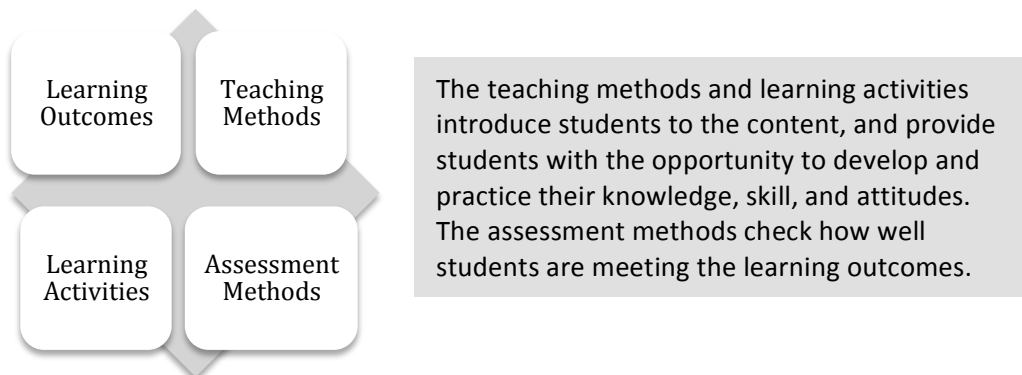 Learning
Outcomes
Teaching
Methods
Learning
Activities
Assessment
Methods
The teaching methods and learning activities
introduce students to the content, and provide
students with the opportunity to develop and
practice their knowledge, skill, and attitudes.
The assessment methods check how well
students are meeting the learning outcomes.